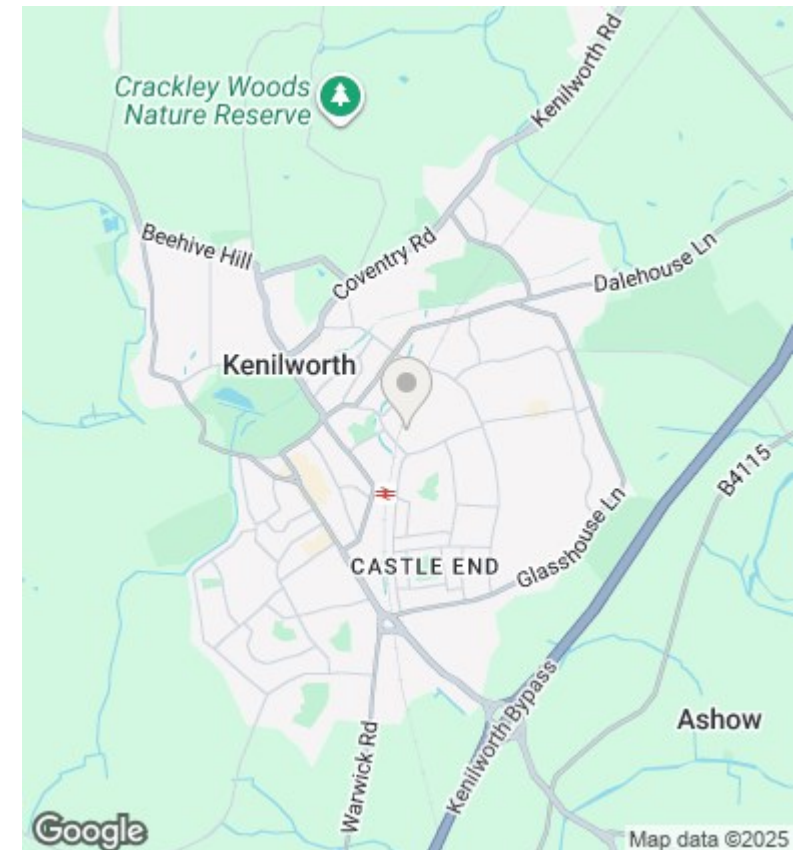 Kenilworth Rd
Crackley Woods
Nature Reserve
Beehive Hill
Coventry Rd
Dalehouse Ln
Kenilworth
B4115
Glasshouse Ln
CASTLE END
Kenilworth Bypass
Ashow
Warwick Rd
Google
Map data ©2025